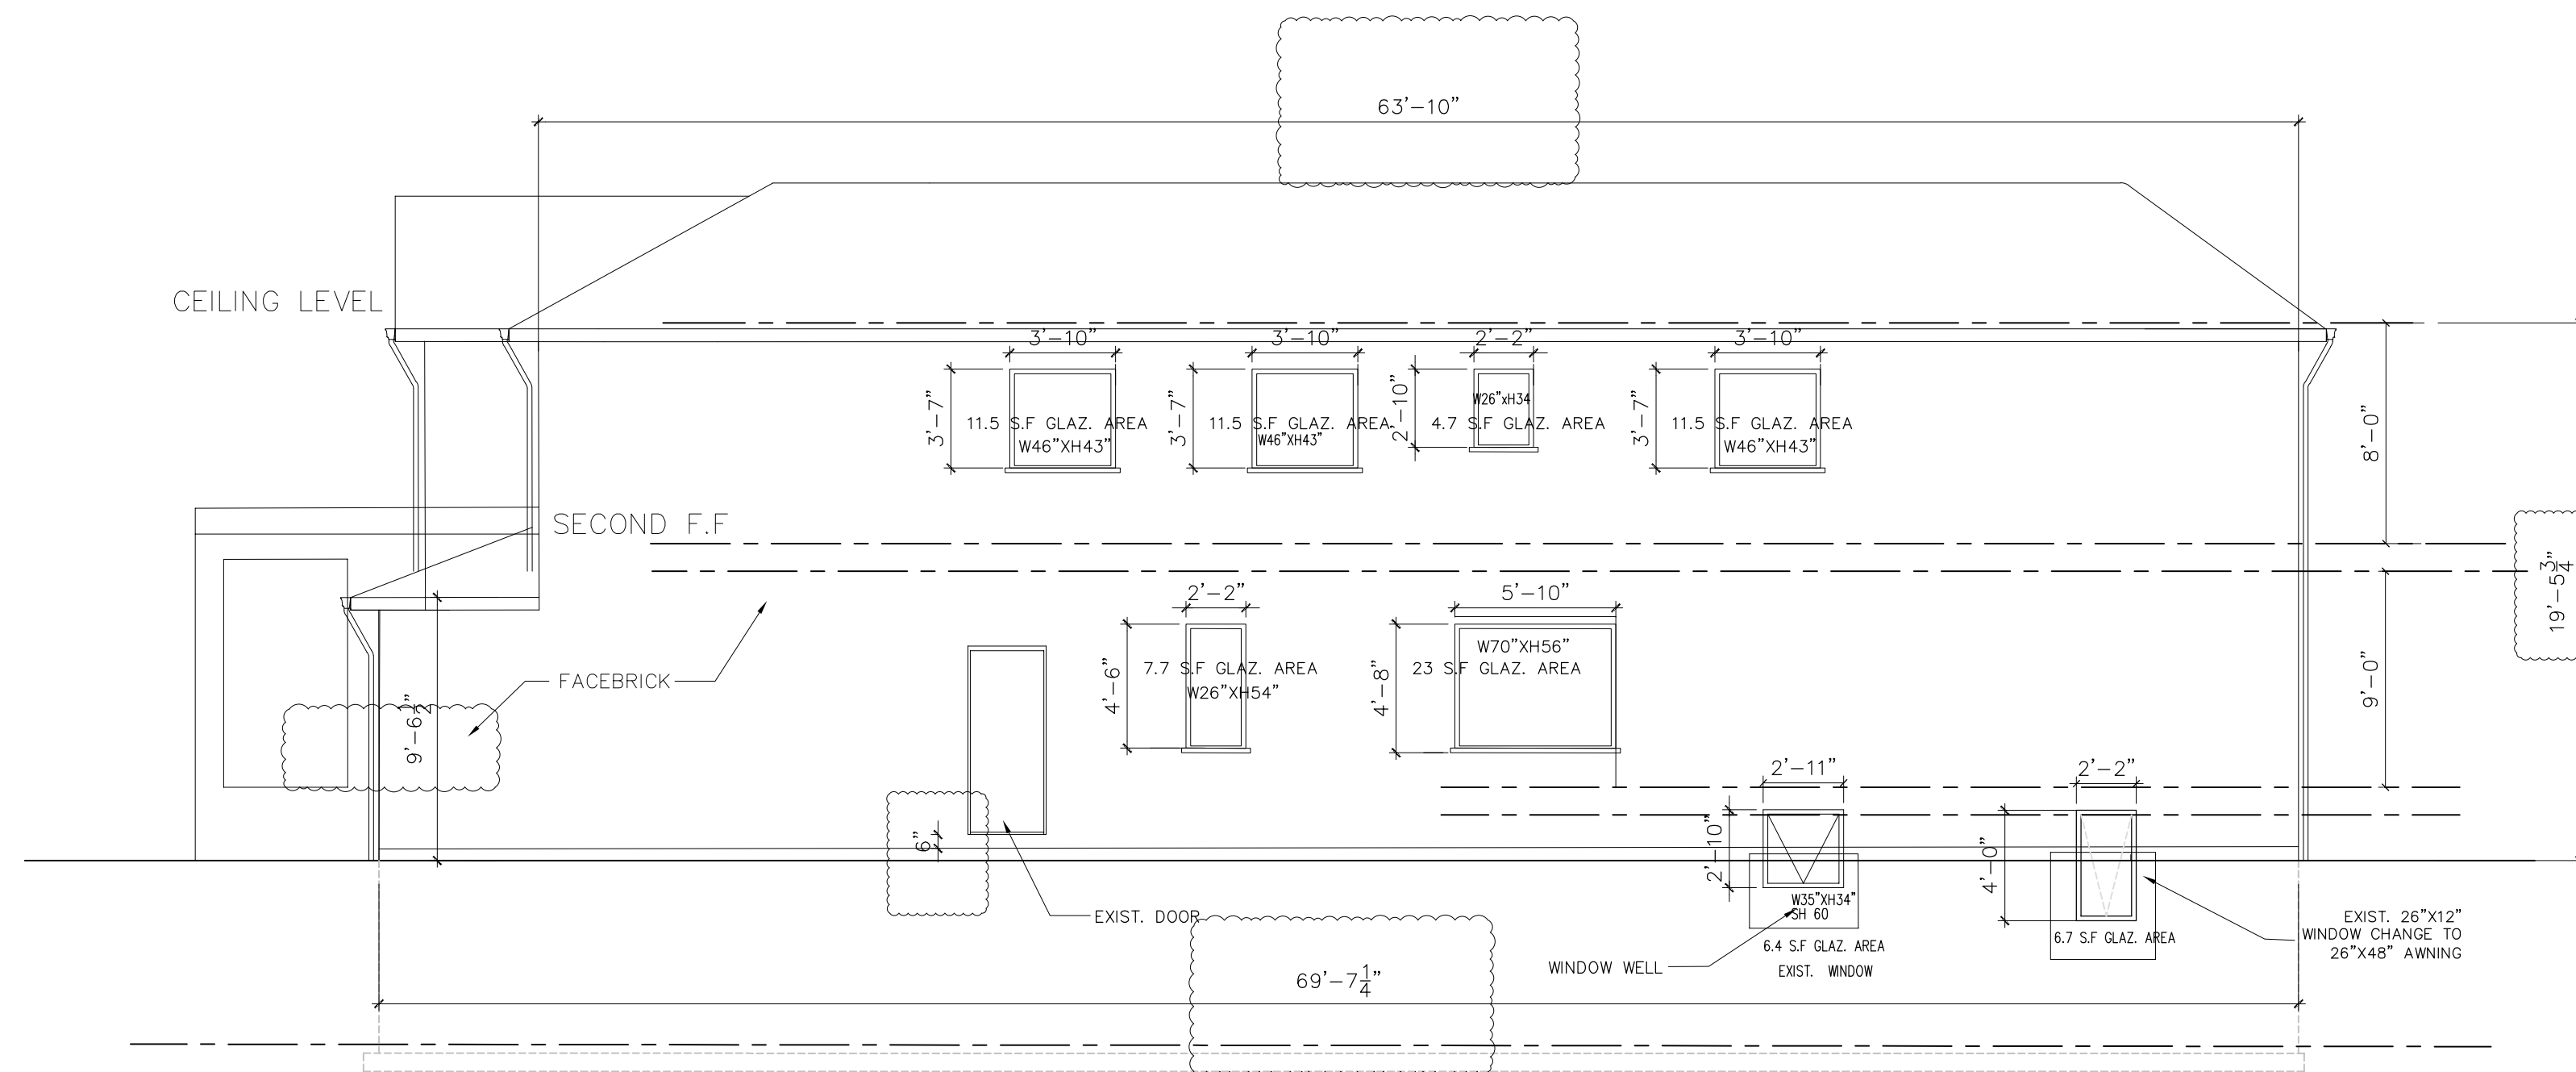 63'-10"
CEILING LEVEL
3'-10"
3'-10"
2'-2"
3'-10"
3'-7"
11.5 S.F GLAZ. AREA
W46"XH43"
3'-7"
11.5 S.F GLAZ. AREA
W46"XH43"
2'-10"
W26"xH34
4.7 S.F GLAZ. AREA
3'-7"
11.5 S.F GLAZ. AREA
W46"XH43"
8'-0"
SECOND F.F
19'-5 3/4"
2'-2"
5'-10"
4'-6"
7.7 S.F GLAZ. AREA
W26"XH54"
4'-8"
W70"XH56"
23 S.F GLAZ. AREA
9'-0"
FACEBRICK
9'-6 1/2"
6"
EXIST. DOOR
2'-11"
2'-10"
W35"XH34"
SH 60
6.4 S.F GLAZ. AREA
EXIST. WINDOW
WINDOW WELL
2'-2"
4'-0"
6.7 S.F GLAZ. AREA
EXIST. 26"X12"
WINDOW CHANGE TO
26"X48" AWNING
69'-7 1/4"